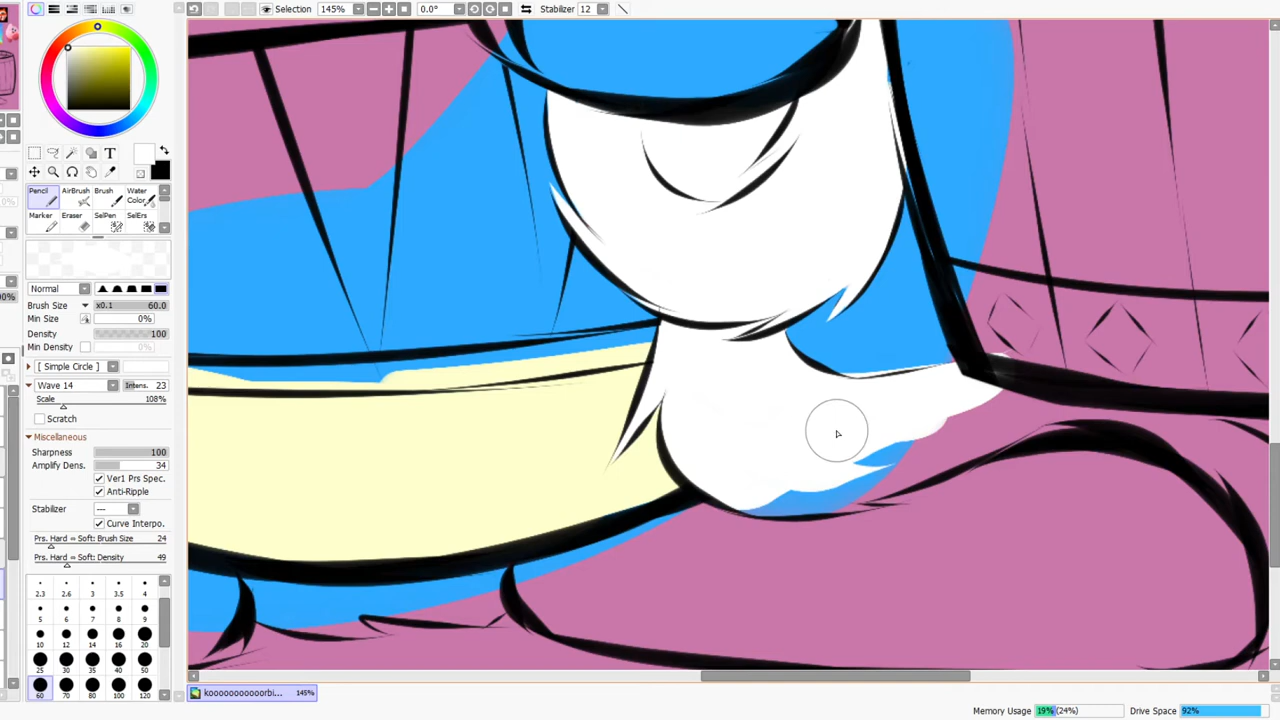 Selection 145% 0.0° Stabilizer 12
T
Pencil AirBrush Brush Water Color
Marker Eraser SelPen SelErs
Normal
Brush Size x0.1 60.0
Min Size 0%
Density 100
Min Density 0%
[ Simple Circle ]
Wave 14 Intens. 23
Scale 108%
Scratch
Miscellaneous
Sharpness 100
Amplify Dens. 34
Ver1 Prs Spec.
Anti-Ripple
Stabilizer ---
Curve Interpo.
Prs. Hard ⇔ Soft: Brush Size 24
Prs. Hard ⇔ Soft: Density 49
2.3 2.6 3 3.5 4
5 6 7 8 9
10 12 14 16 20
25 30 35 40 50
60 70 80 100 120
kooooooooooorbi... 145%
Memory Usage 19% (24%) Drive Space 92%